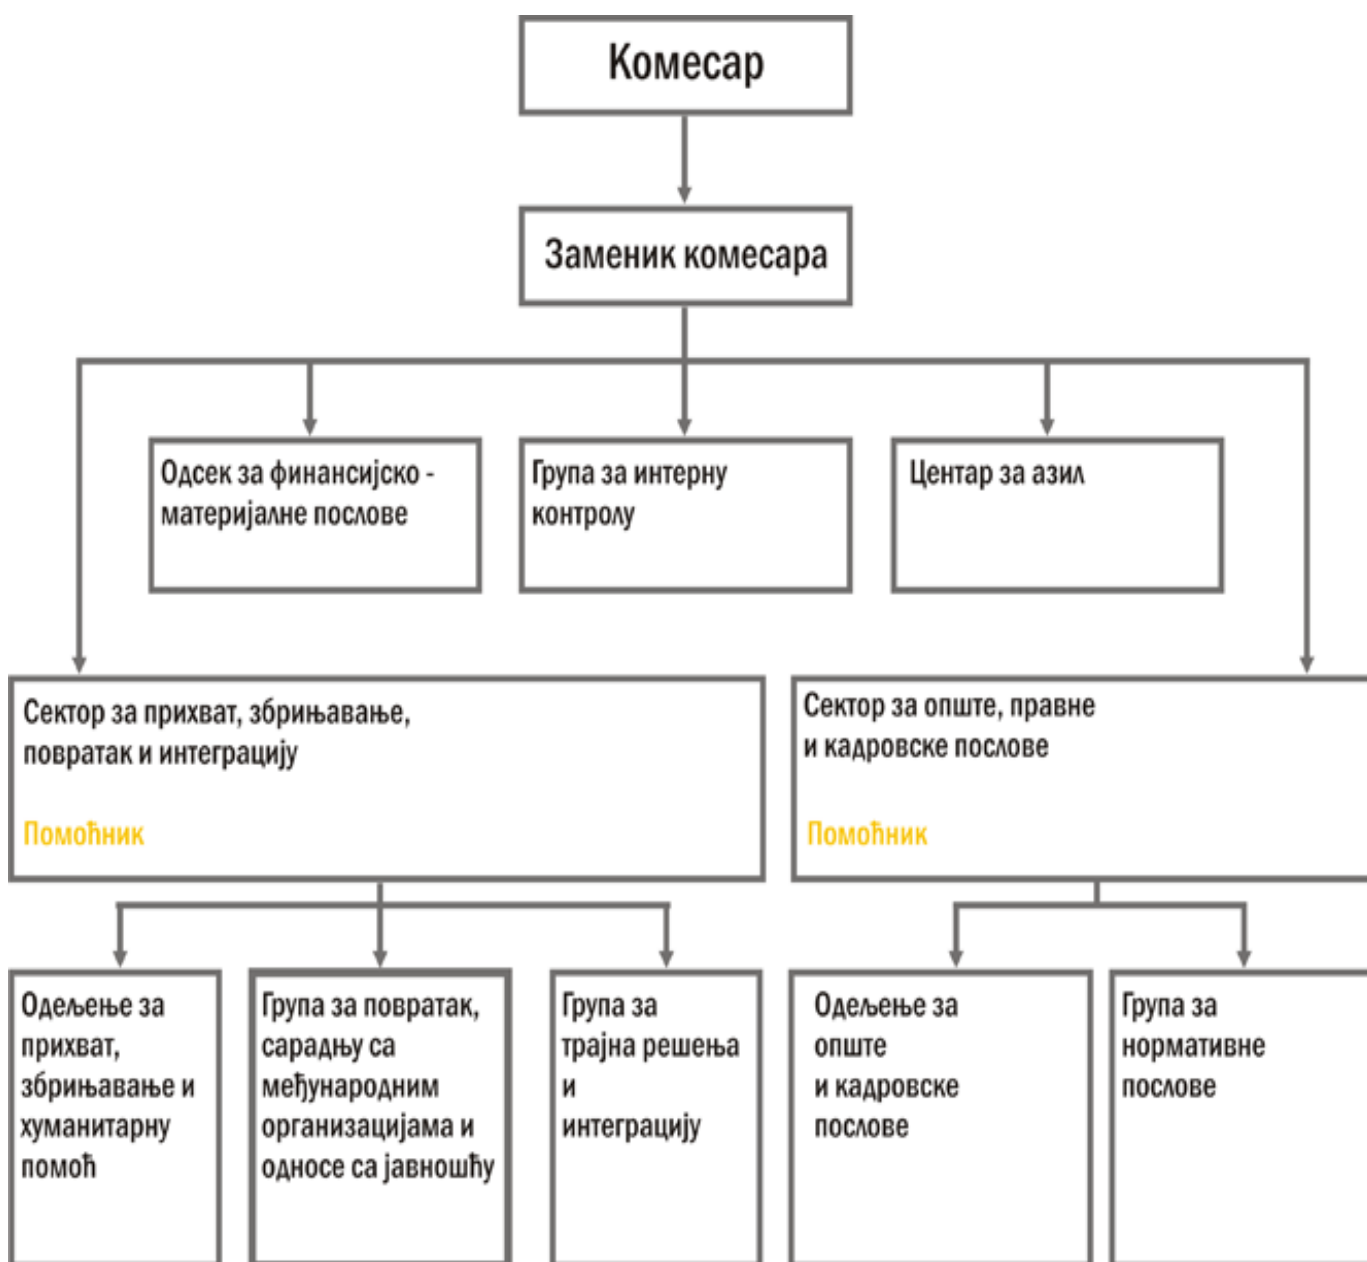 Комесар
Заменик комесара
Одсек за финансијско -
материјалне послове
Група за интерну
контролу
Центар за азил
Сектор за прихват, збрињавање,
повратак и интеграцију
Помоћник
Сектор за опште, правне
и кадровске послове
Помоћник
Одељење за
прихват,
збрињавање и
хуманитарну
помоћ
Група за повратак,
сарадњу са
међународним
организацијама и
односе са јавношћу
Група за
трајна решења
и
интеграцију
Одељење за
опште
и кадровске
послове
Група за
нормативне
послове